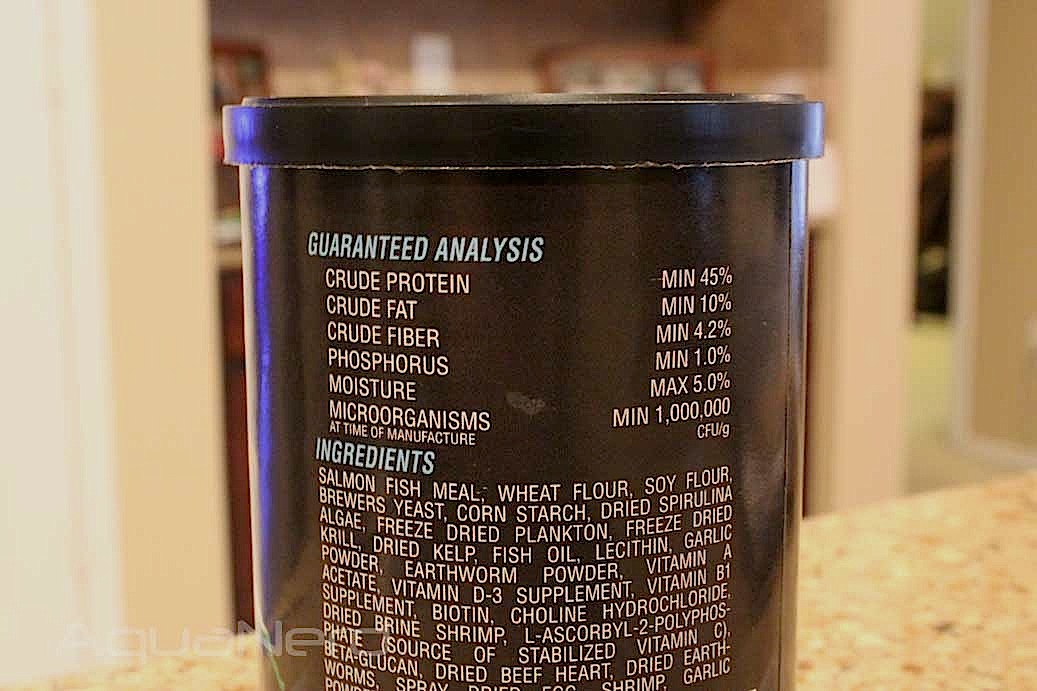 GUARANTEED ANALYSIS
CRUDE PROTEIN MIN 45%
CRUDE FAT MIN 10%
CRUDE FIBER MIN 4.2%
PHOSPHORUS MIN 1.0%
MOISTURE MAX 5.0%
MICROORGANISMS MIN 1,000,000
AT TIME OF MANUFACTURE CFU/g
INGREDIENTS
SALMON FISH MEAL, WHEAT FLOUR, SOY FLOUR,
BREWERS YEAST, CORN STARCH, DRIED SPIRULINA
ALGAE, FREEZE DRIED PLANKTON, FREEZE DRIED
KRILL, DRIED KELP, FISH OIL, LECITHIN, GARLIC
POWDER, EARTHWORM POWDER, VITAMIN A
ACETATE, VITAMIN D-3 SUPPLEMENT, VITAMIN B1
SUPPLEMENT, BIOTIN, CHOLINE HYDROCHLORIDE,
DRIED BRINE SHRIMP, L-ASCORBYL-2-POLYPHOS-
PHATE (SOURCE OF STABILIZED VITAMIN C),
BETA-GLUCAN, DRIED BEEF HEART, DRIED EARTH-
WORMS, SPRAY DRIED EGG, SHRIMP, GARLIC
AquaNerd